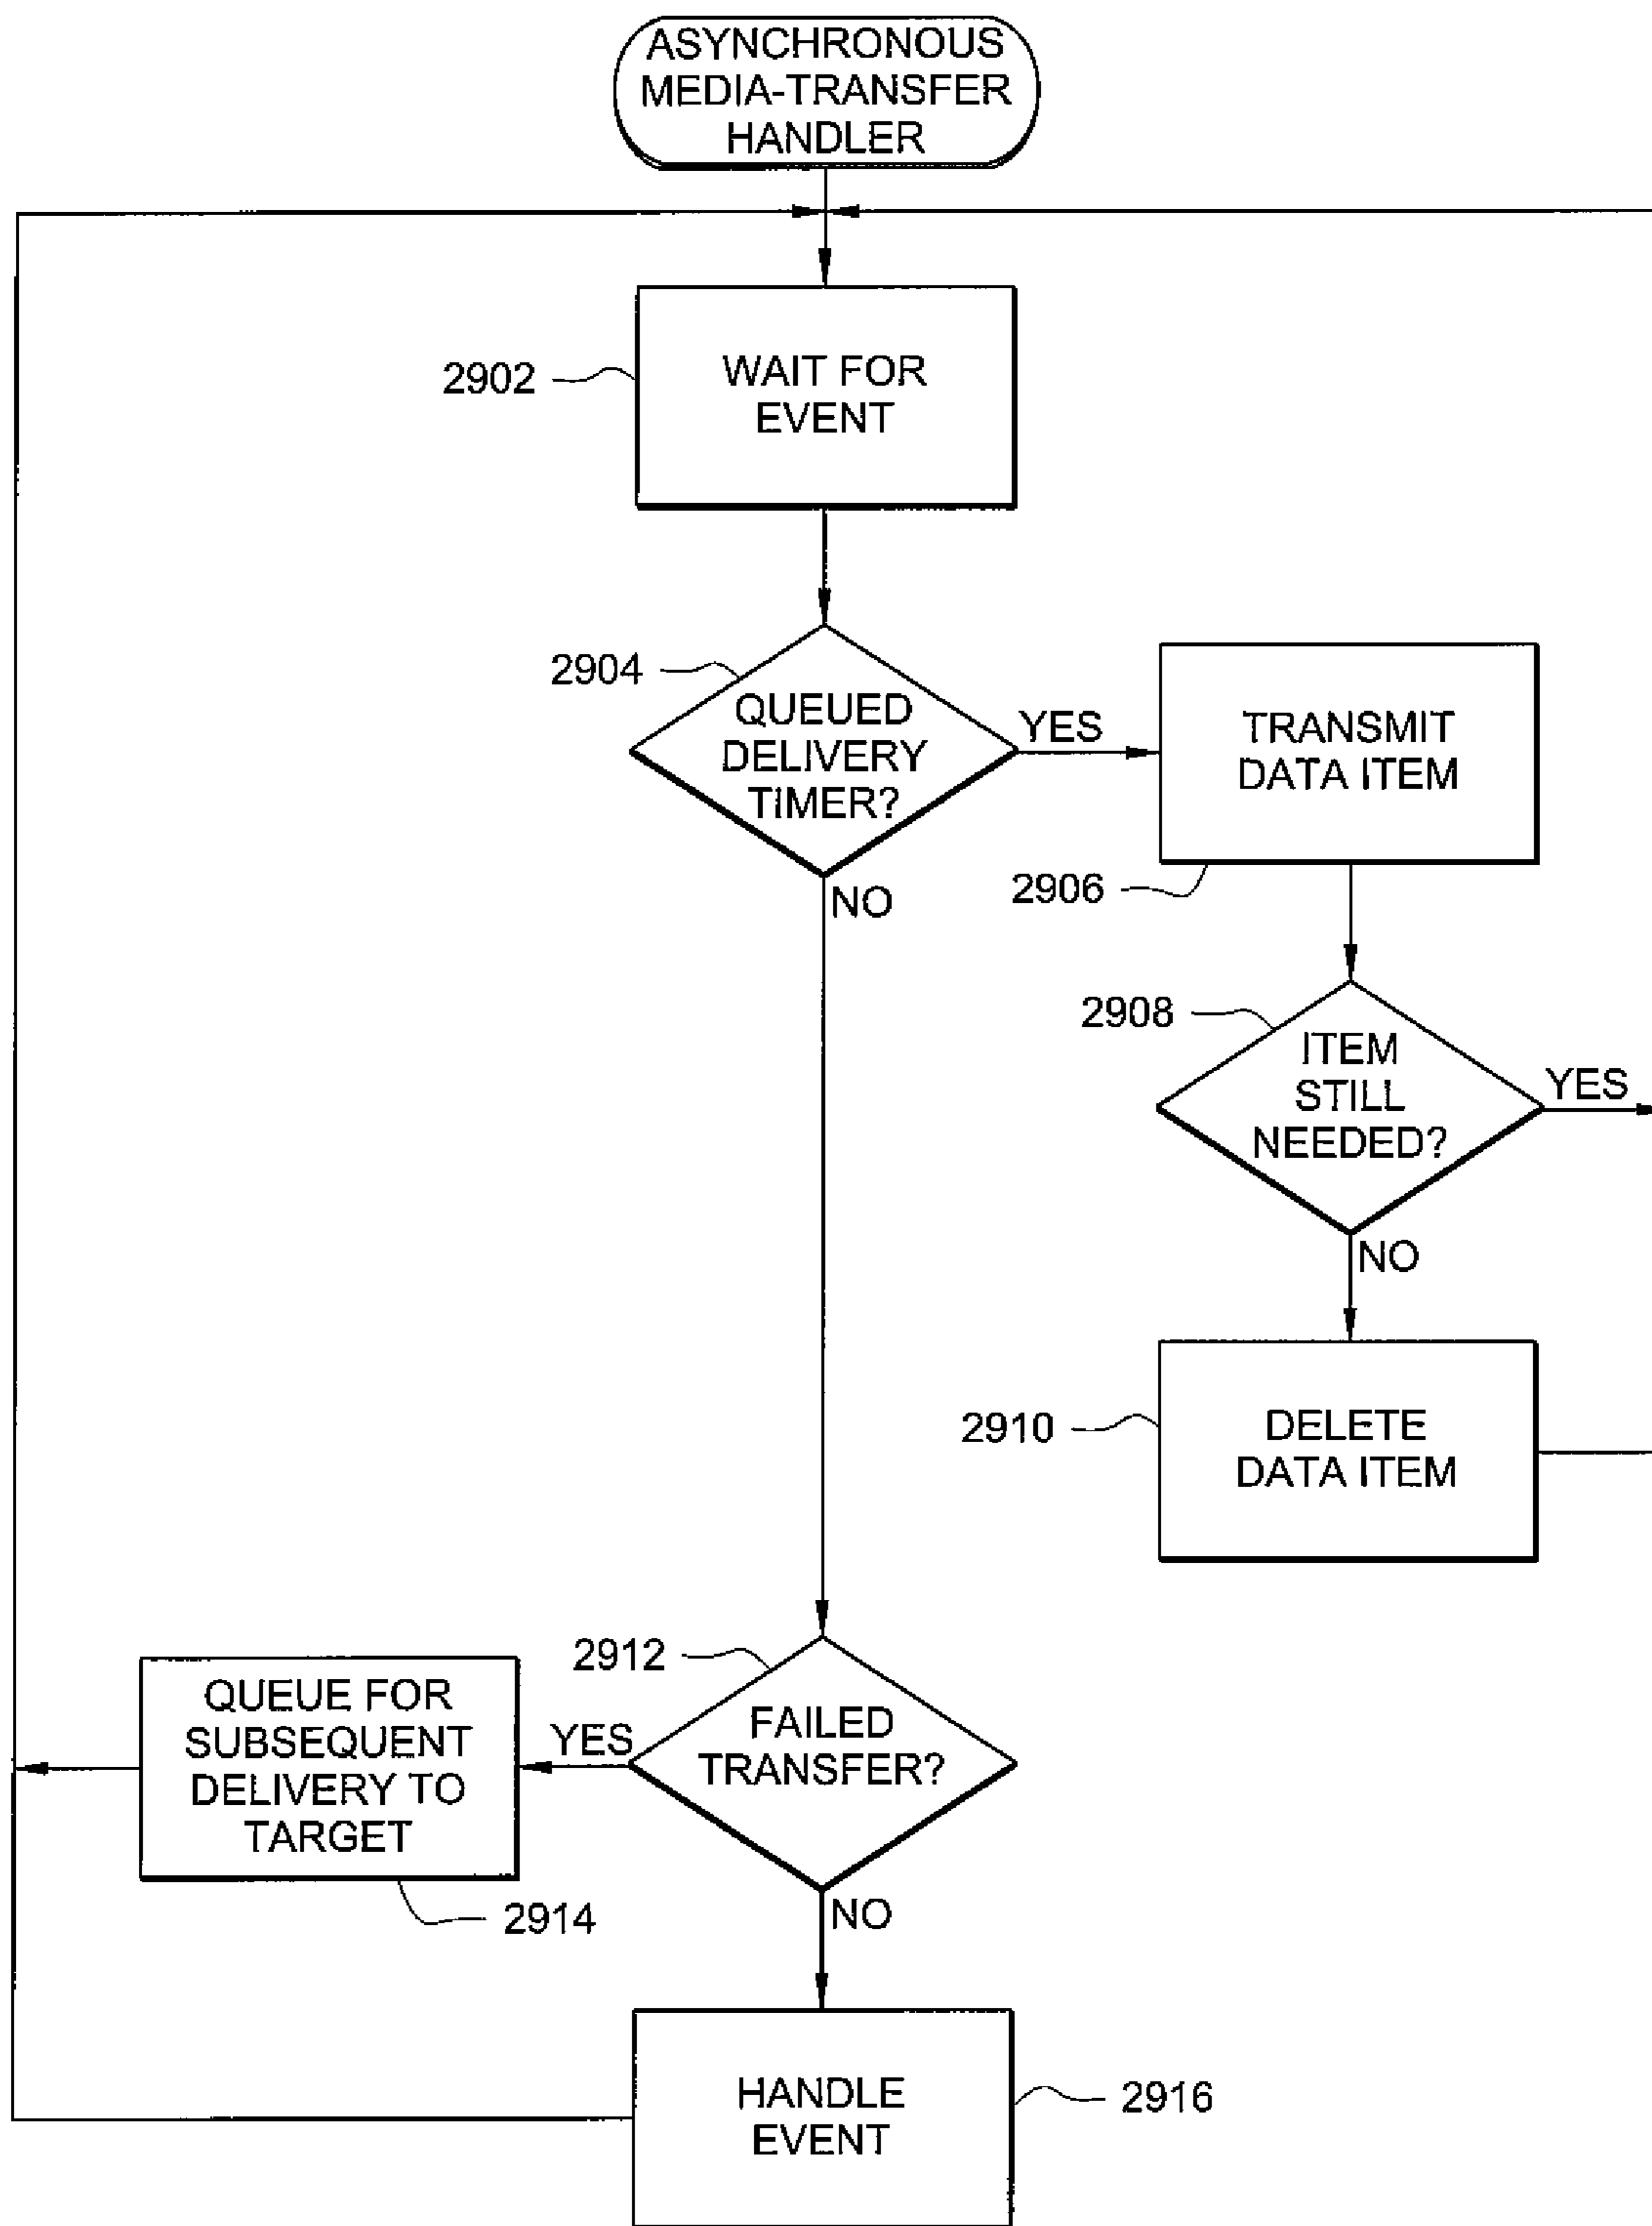 ASYNCHRONOUS
MEDIA-TRANSFER
HANDLER
2902
WAIT FOR
EVENT
2904
QUEUED
DELIVERY
TIMER?
YES
NO
TRANSMIT
DATA ITEM
2906
2908
ITEM
STILL
NEEDED?
YES
NO
2910
DELETE
DATA ITEM
2912
FAILED
TRANSFER?
YES
NO
QUEUE FOR
SUBSEQUENT
DELIVERY TO
TARGET
2914
HANDLE
EVENT
2916